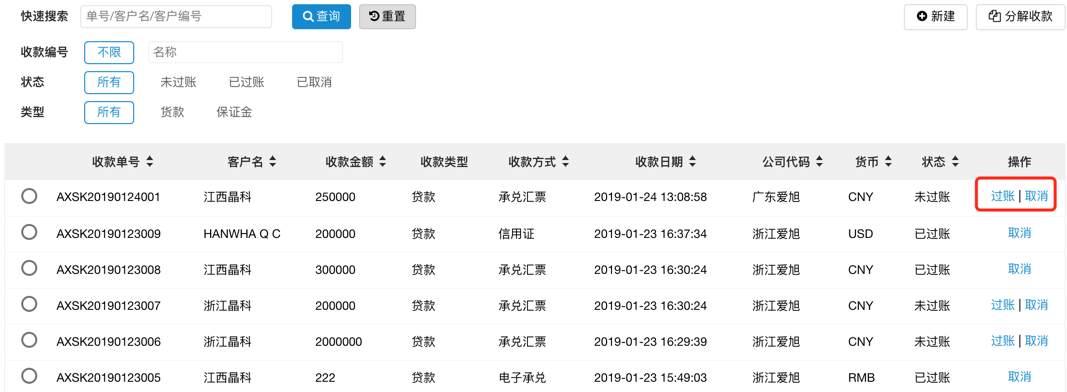 快速搜索 单号/客户名/客户编号 查询 重置 新建 分解收款
收款编号 不限 名称
状态 所有 未过账 已过账 已取消
类型 所有 货款 保证金
收款单号 客户名 收款金额 收款类型 收款方式 收款日期 公司代码 货币 状态 操作
AXSK20190124001 江西晶科 250000 贷款 承兑汇票 2019-01-24 13:08:58 广东爱旭 CNY 未过账 过账 | 取消
AXSK20190123009 HANWHA Q C 200000 贷款 信用证 2019-01-23 16:37:34 浙江爱旭 USD 已过账 取消
AXSK20190123008 江西晶科 300000 贷款 承兑汇票 2019-01-23 16:30:24 浙江爱旭 CNY 已过账 取消
AXSK20190123007 浙江晶科 200000 贷款 承兑汇票 2019-01-23 16:30:24 浙江爱旭 CNY 未过账 过账 | 取消
AXSK20190123006 浙江晶科 2000000 贷款 承兑汇票 2019-01-23 16:29:39 浙江爱旭 CNY 未过账 过账 | 取消
AXSK20190123005 江西晶科 222 贷款 电子承兑 2019-01-23 15:49:03 浙江爱旭 RMB 已过账 取消